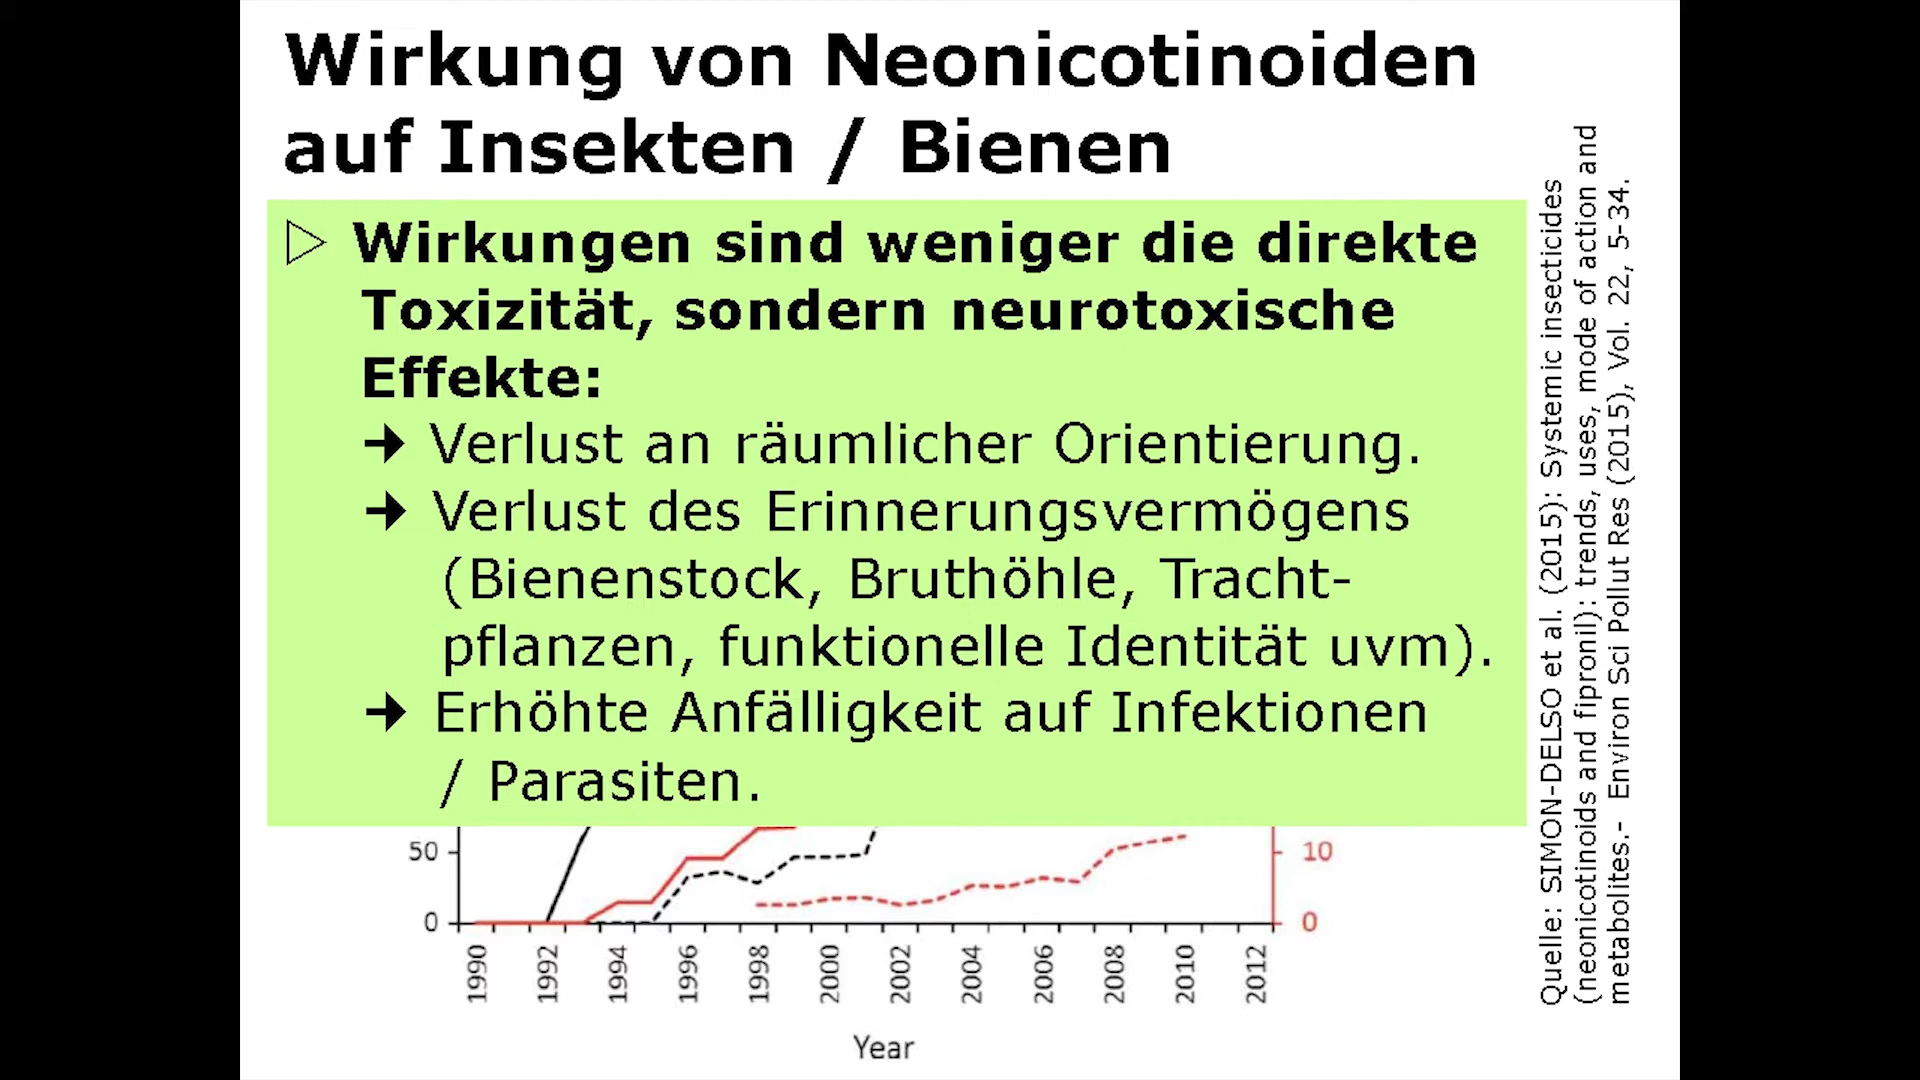 Wirkung von Neonicotinoiden
auf Insekten / Bienen
▷ Wirkungen sind weniger die direkte
Toxizität, sondern neurotoxische
Effekte:
➔ Verlust an räumlicher Orientierung.
➔ Verlust des Erinnerungsvermögens
(Bienenstock, Bruthöhle, Tracht-
pflanzen, funktionelle Identität uvm).
➔ Erhöhte Anfälligkeit auf Infektionen
/ Parasiten.
50
10
0
0
1990 1992 1994 1996 1998 2000 2002 2004 2006 2008 2010 2012
Year
Quelle: SIMON-DELSO et al. (2015): Systemic insecticides
(neonicotinoids and fipronil): trends, uses, mode of action and
metabolites.- Environ Sci Pollut Res (2015), Vol. 22, 5-34.